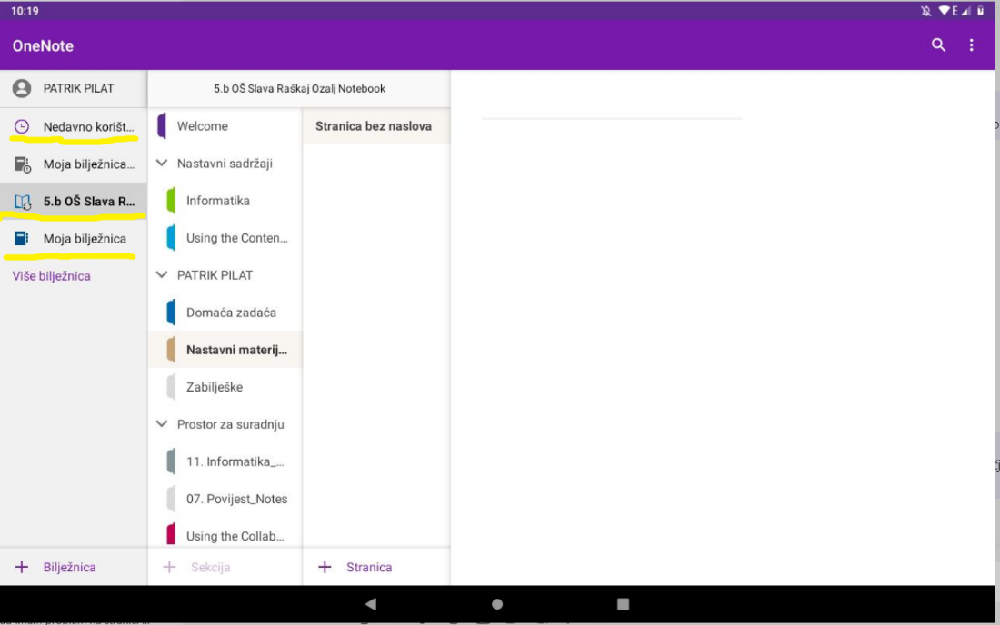 10:19
E
OneNote
PATRIK PILAT
5.b OŠ Slava Raškaj Ozalj Notebook
Nedavno korišt...
Moja bilježnica...
5.b OŠ Slava R...
Moja bilježnica
Više bilježnica
Welcome
Nastavni sadržaji
Informatika
Using the Conten...
PATRIK PILAT
Domaća zadaća
Nastavni materij...
Zabilješke
Prostor za suradnju
11. Informatika_...
07. Povijest_Notes
Using the Collab...
Stranica bez naslova
+ Bilježnica
+ Sekcija
+ Stranica